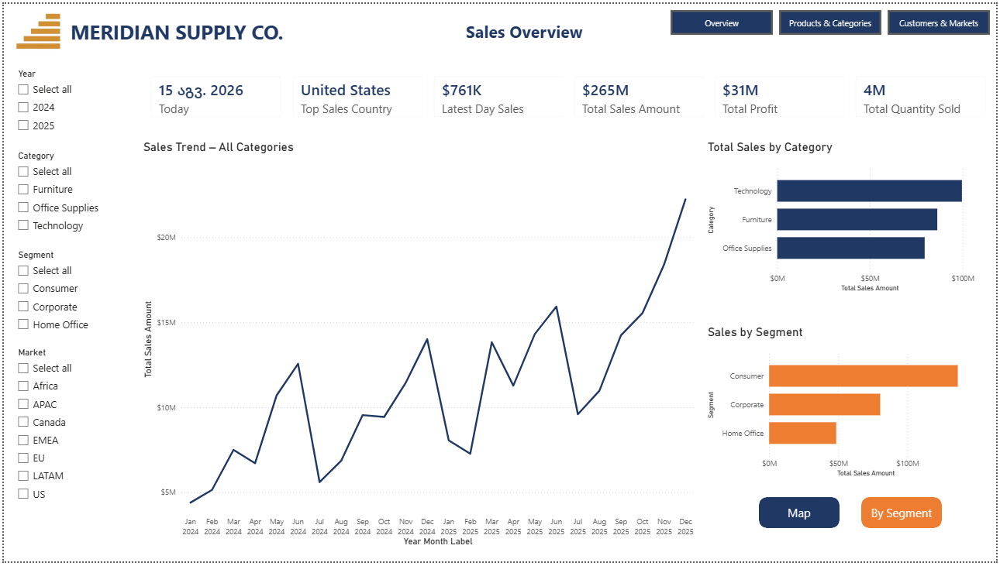 MERIDIAN SUPPLY CO.
Sales Overview
Overview
Products & Categories
Customers & Markets
Year
Select all
2024
2025
Category
Select all
Furniture
Office Supplies
Technology
Segment
Select all
Consumer
Corporate
Home Office
Market
Select all
Africa
APAC
Canada
EMEA
EU
LATAM
US
15 აგვ. 2026
Today
United States
Top Sales Country
$761K
Latest Day Sales
$265M
Total Sales Amount
$31M
Total Profit
4M
Total Quantity Sold
Sales Trend – All Categories
Total Sales Amount
$20M
$15M
$10M
$5M
Jan Feb Mar Apr May Jun Jul Aug Sep Oct Nov Dec Jan Feb Mar Apr May Jun Jul Aug Sep Oct Nov Dec
2024 2024 2024 2024 2024 2024 2024 2024 2024 2024 2024 2024 2025 2025 2025 2025 2025 2025 2025 2025 2025 2025 2025 2025
Year Month Label
Total Sales by Category
Category
Technology
Furniture
Office Supplies
$0M $50M $100M
Total Sales Amount
Sales by Segment
Segment
Consumer
Corporate
Home Office
$0M $50M $100M
Total Sales Amount
Map
By Segment